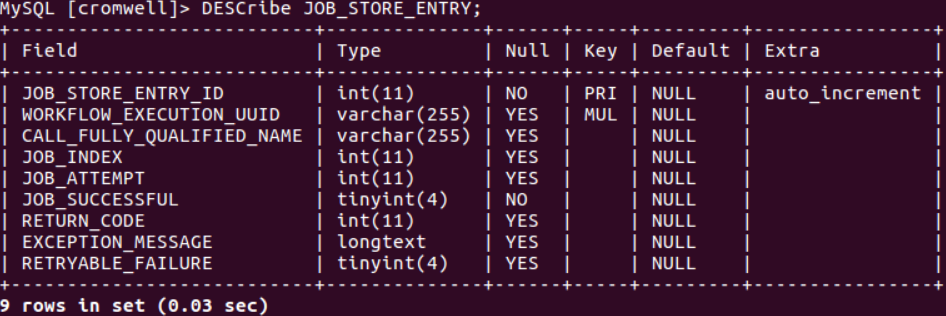 MySQL [cromwell]> DESCribe JOB_STORE_ENTRY;
+----------------------------+--------------+------+-----+---------+----------------+
| Field                      | Type         | Null | Key | Default | Extra          |
+----------------------------+--------------+------+-----+---------+----------------+
| JOB_STORE_ENTRY_ID         | int(11)      | NO   | PRI | NULL    | auto_increment |
| WORKFLOW_EXECUTION_UUID    | varchar(255) | YES  | MUL | NULL    |                |
| CALL_FULLY_QUALIFIED_NAME  | varchar(255) | YES  |     | NULL    |                |
| JOB_INDEX                  | int(11)      | YES  |     | NULL    |                |
| JOB_ATTEMPT                | int(11)      | YES  |     | NULL    |                |
| JOB_SUCCESSFUL             | tinyint(4)   | NO   |     | NULL    |                |
| RETURN_CODE                | int(11)      | YES  |     | NULL    |                |
| EXCEPTION_MESSAGE          | longtext     | YES  |     | NULL    |                |
| RETRYABLE_FAILURE          | tinyint(4)   | YES  |     | NULL    |                |
+----------------------------+--------------+------+-----+---------+----------------+
9 rows in set (0.03 sec)